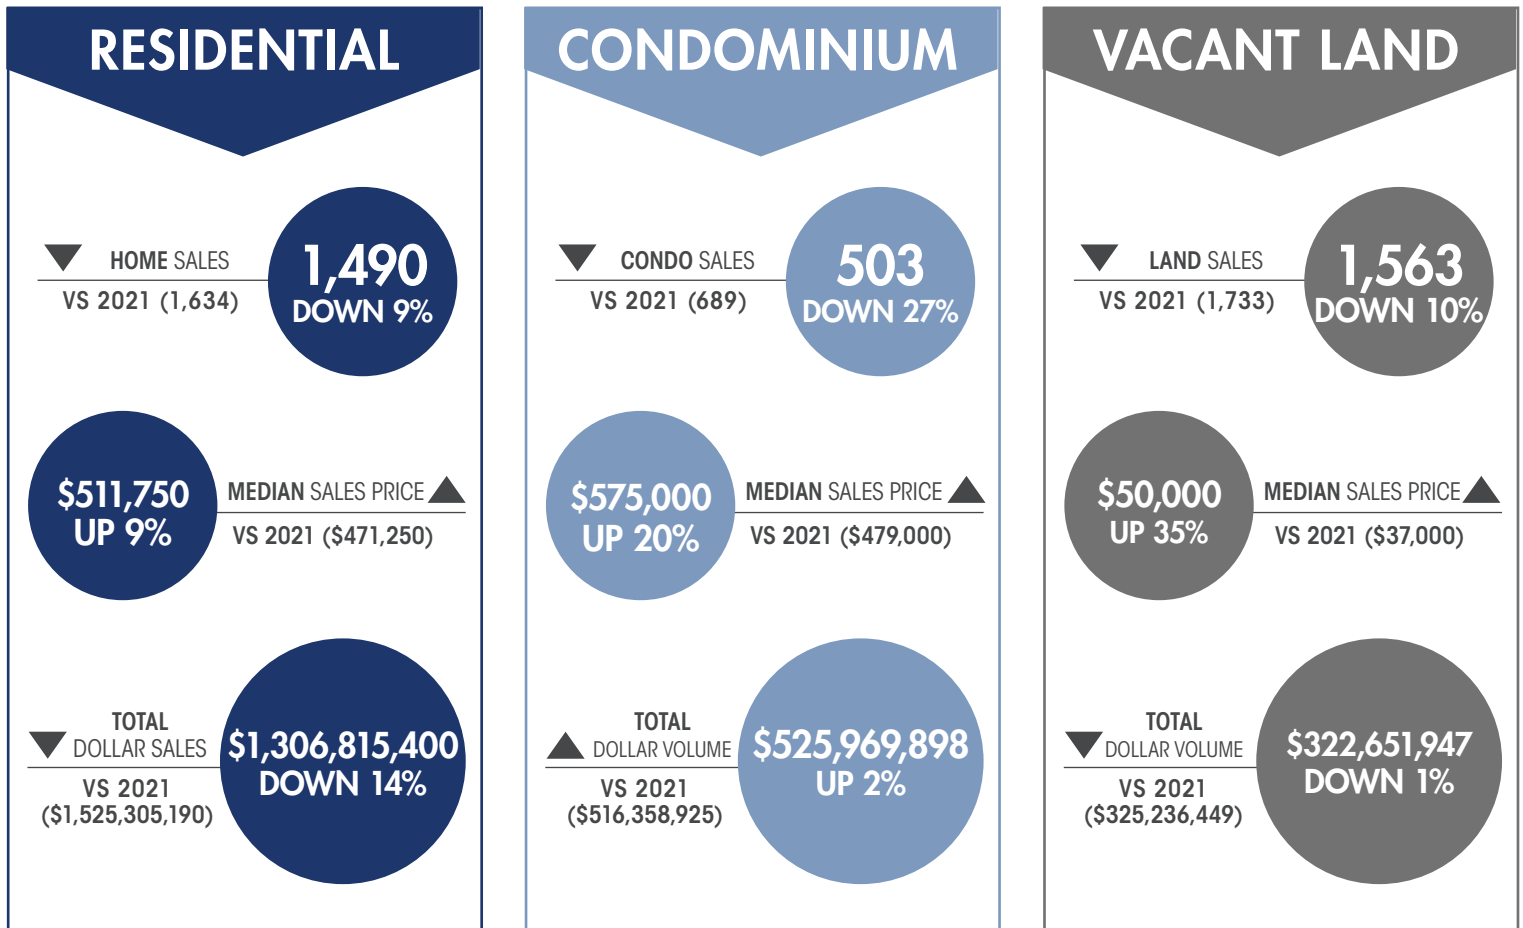 RESIDENTIAL
HOME SALES
VS 2021 (1,634)
1,490
DOWN 9%
$511,750
UP 9%
MEDIAN SALES PRICE
VS 2021 ($471,250)
TOTAL
DOLLAR SALES
VS 2021
($1,525,305,190)
$1,306,815,400
DOWN 14%
CONDOMINIUM
CONDO SALES
VS 2021 (689)
503
DOWN 27%
$575,000
UP 20%
MEDIAN SALES PRICE
VS 2021 ($479,000)
TOTAL
DOLLAR VOLUME
VS 2021
($516,358,925)
$525,969,898
UP 2%
VACANT LAND
LAND SALES
VS 2021 (1,733)
1,563
DOWN 10%
$50,000
UP 35%
MEDIAN SALES PRICE
VS 2021 ($37,000)
TOTAL
DOLLAR VOLUME
VS 2021
($325,236,449)
$322,651,947
DOWN 1%